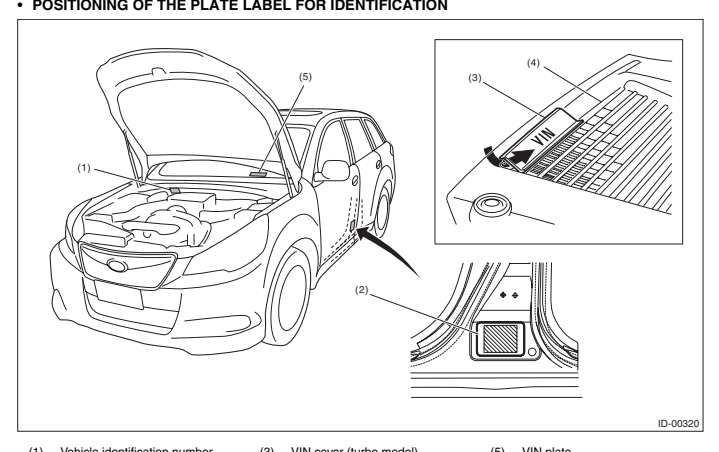 • POSITIONING OF THE PLATE LABEL FOR IDENTIFICATION
(5)
(1)
(2)
(3)
(4)
VIN
ID-00320
(1) Vehicle identification number (3) VIN cover (turbo model) (5) VIN plate